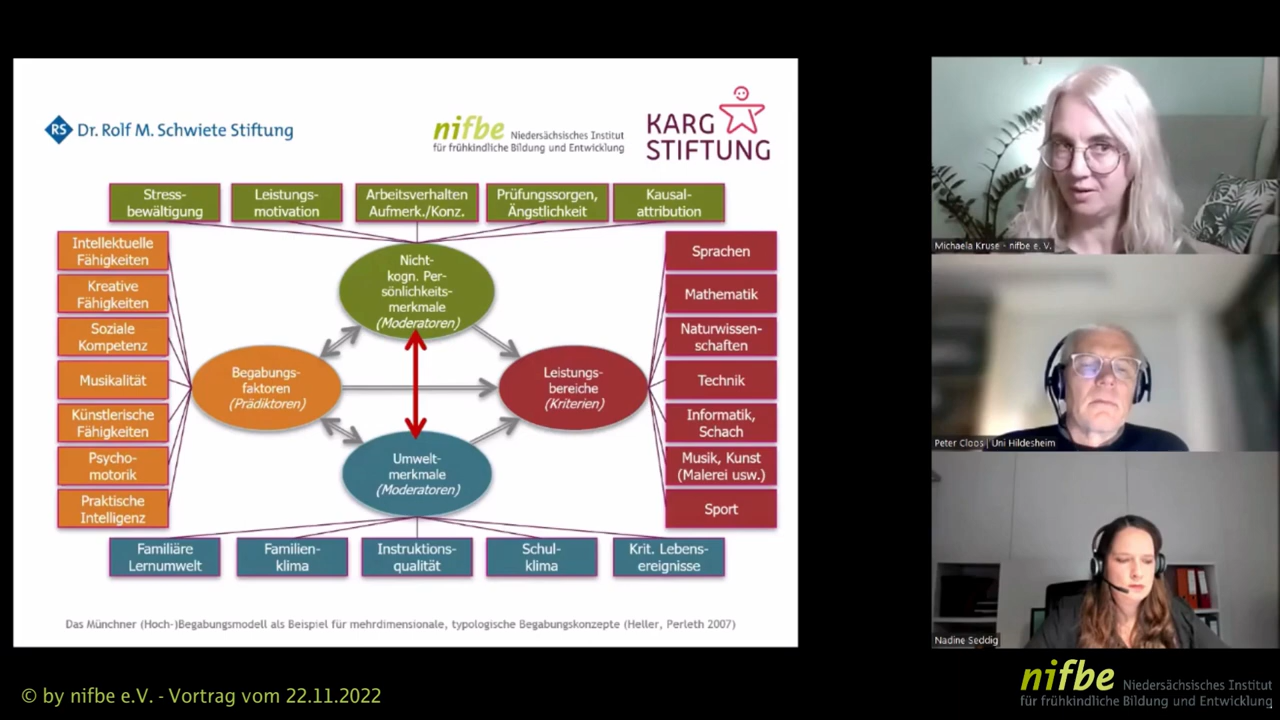 RS Dr. Rolf M. Schwiete Stiftung
nifbe Niedersächsisches Institut
für frühkindliche Bildung und Entwicklung
KARG
STIFTUNG
Stress-
bewältigung
Leistungs-
motivation
Arbeitsverhalten
Aufmerk./Konz.
Prüfungssorgen,
Ängstlichkeit
Kausal-
attribution
Intellektuelle
Fähigkeiten
Kreative
Fähigkeiten
Soziale
Kompetenz
Musikalität
Künstlerische
Fähigkeiten
Psycho-
motorik
Praktische
Intelligenz
Nicht-
kogn. Per-
sönlichkeits-
merkmale
(Moderatoren)
Begabungs-
faktoren
(Prädiktoren)
Leistungs-
bereiche
(Kriterien)
Umwelt-
merkmale
(Moderatoren)
Sprachen
Mathematik
Naturwissen-
schaften
Technik
Informatik,
Schach
Musik, Kunst
(Malerei usw.)
Sport
Familiäre
Lernumwelt
Familien-
klima
Instruktions-
qualität
Schul-
klima
Krit. Lebens-
ereignisse
Das Münchner (Hoch-)Begabungsmodell als Beispiel für mehrdimensionale, typologische Begabungskonzepte (Heller, Perleth 2007)
Michaela Kruse - nifbe e. V.
Peter Cloos | Uni Hildesheim
Nadine Seddig
© by nifbe e.V. - Vortrag vom 22.11.2022
nifbe Niedersächsisches Institut
für frühkindliche Bildung und Entwicklung